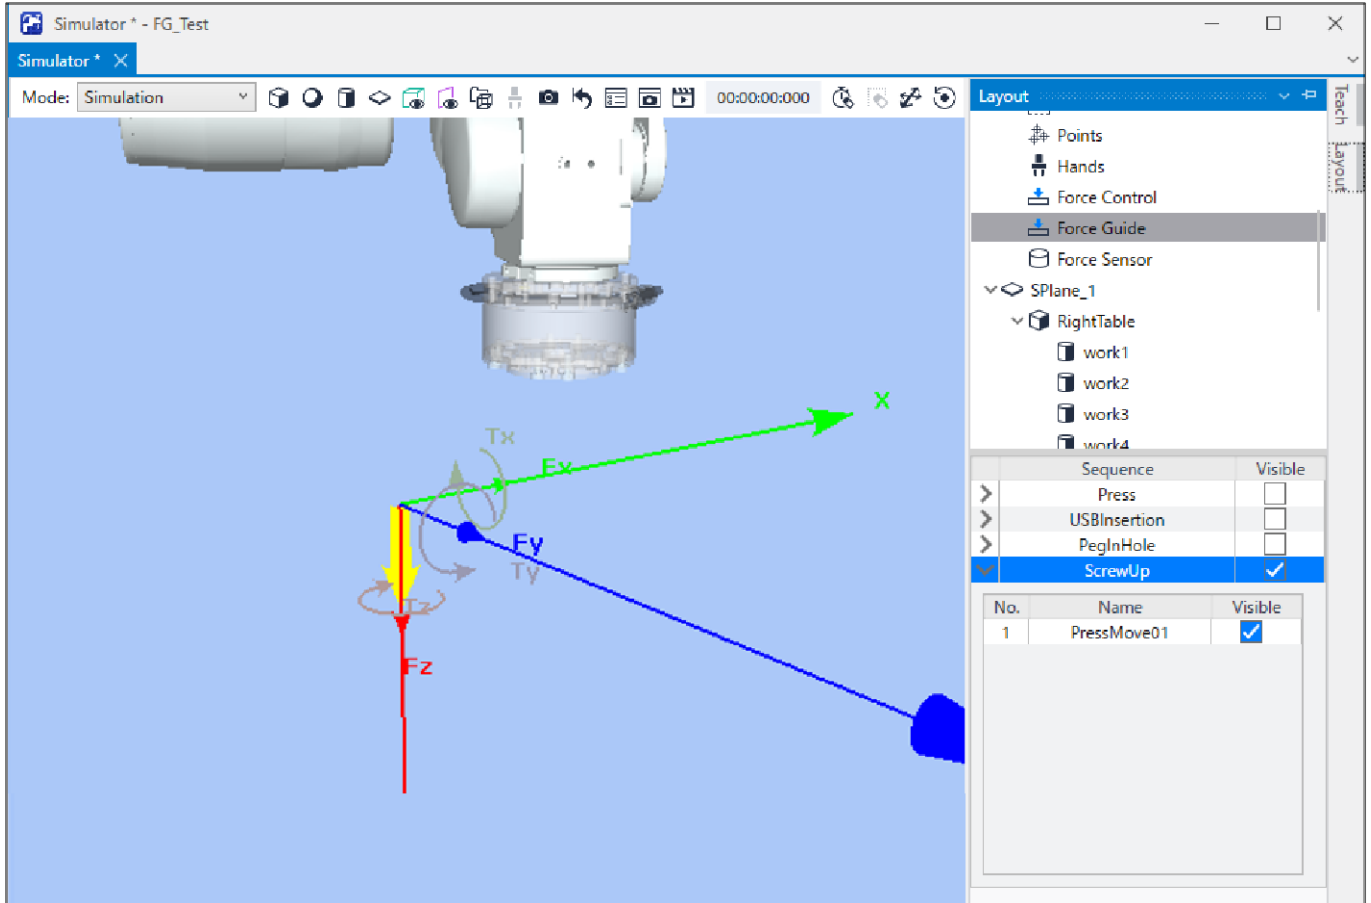 Simulator * - FG_Test
Simulator *
Mode: Simulation 00:00:00:000
Layout
Teach
Layout
Points
Hands
Force Control
Force Guide
Force Sensor
SPlane_1
RightTable
work1
work2
work3
work4
X
Tx
Fx
Fy
Ty
Tz
Fz
Sequence Visible
Press
USBInsertion
PegInHole
ScrewUp
No. Name Visible
1 PressMove01